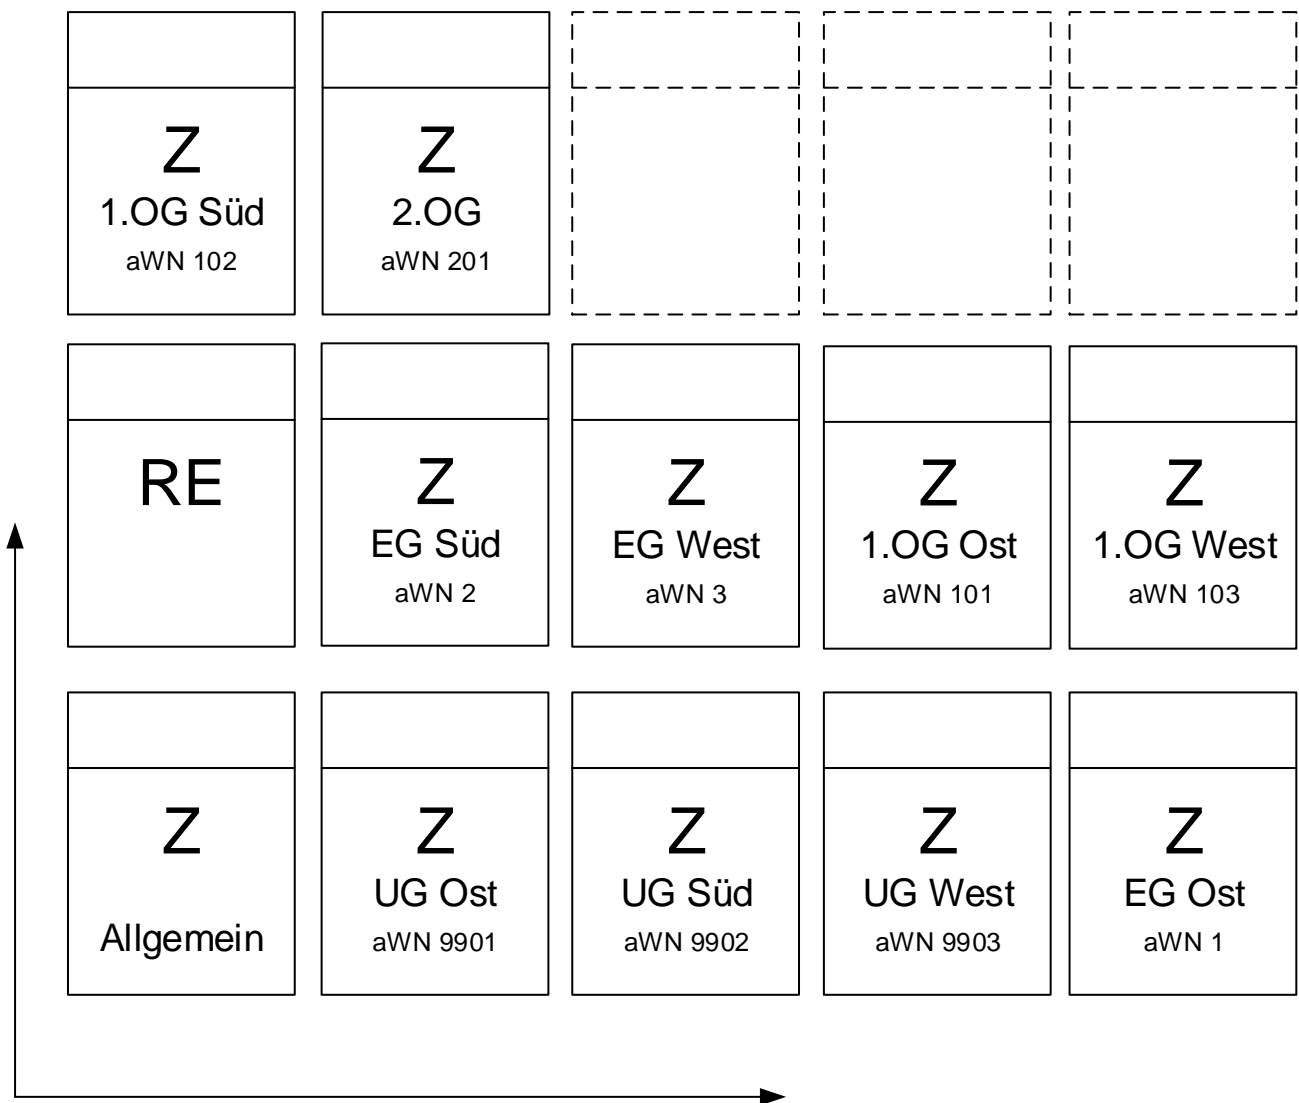 Z
1.OG Süd
aWN 102
Z
2.OG
aWN 201
RE
Z
EG Süd
aWN 2
Z
EG West
aWN 3
Z
1.OG Ost
aWN 101
Z
1.OG West
aWN 103
Z
Allgemein
Z
UG Ost
aWN 9901
Z
UG Süd
aWN 9902
Z
UG West
aWN 9903
Z
EG Ost
aWN 1